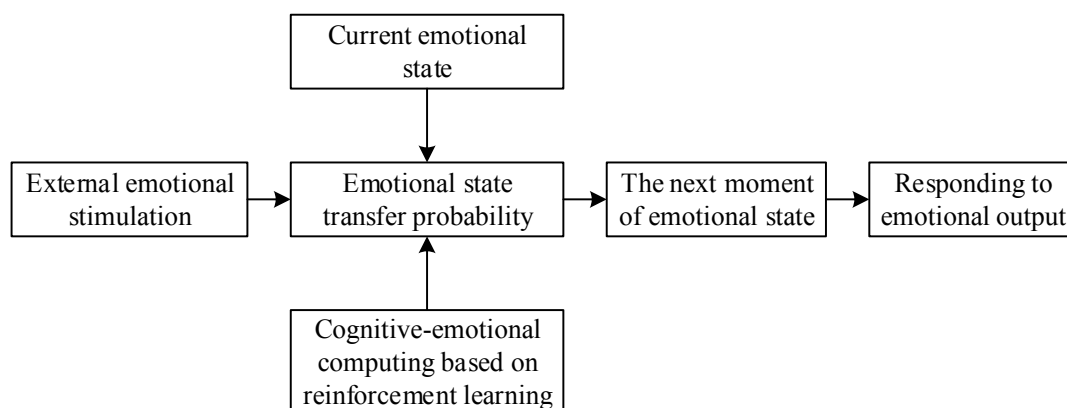 Current emotional
state
External emotional
stimulation
Emotional state
transfer probability
The next moment
of emotional state
Responding to
emotional output
Cognitive-emotional
computing based on
reinforcement learning